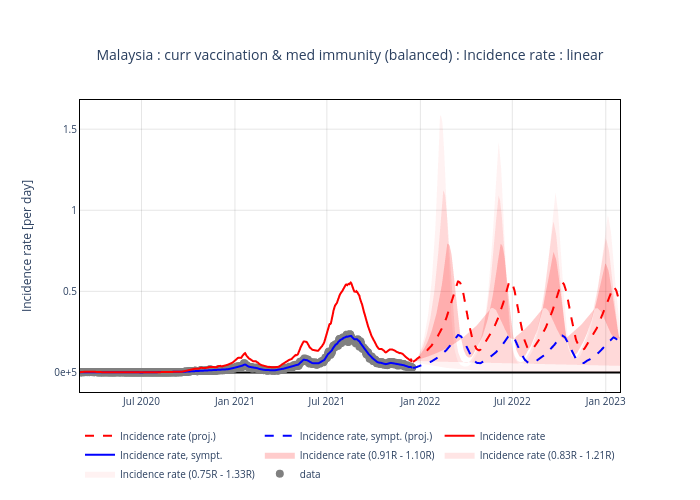 Malaysia : curr vaccination & med immunity (balanced) : Incidence rate : linear
Incidence rate [per day]
1.5
1
0.5
0e+5
Jul 2020 Jan 2021 Jul 2021 Jan 2022 Jul 2022 Jan 2023
Incidence rate (proj.) Incidence rate, sympt. (proj.) Incidence rate
Incidence rate, sympt. Incidence rate (0.91R - 1.10R) Incidence rate (0.83R - 1.21R)
Incidence rate (0.75R - 1.33R) data